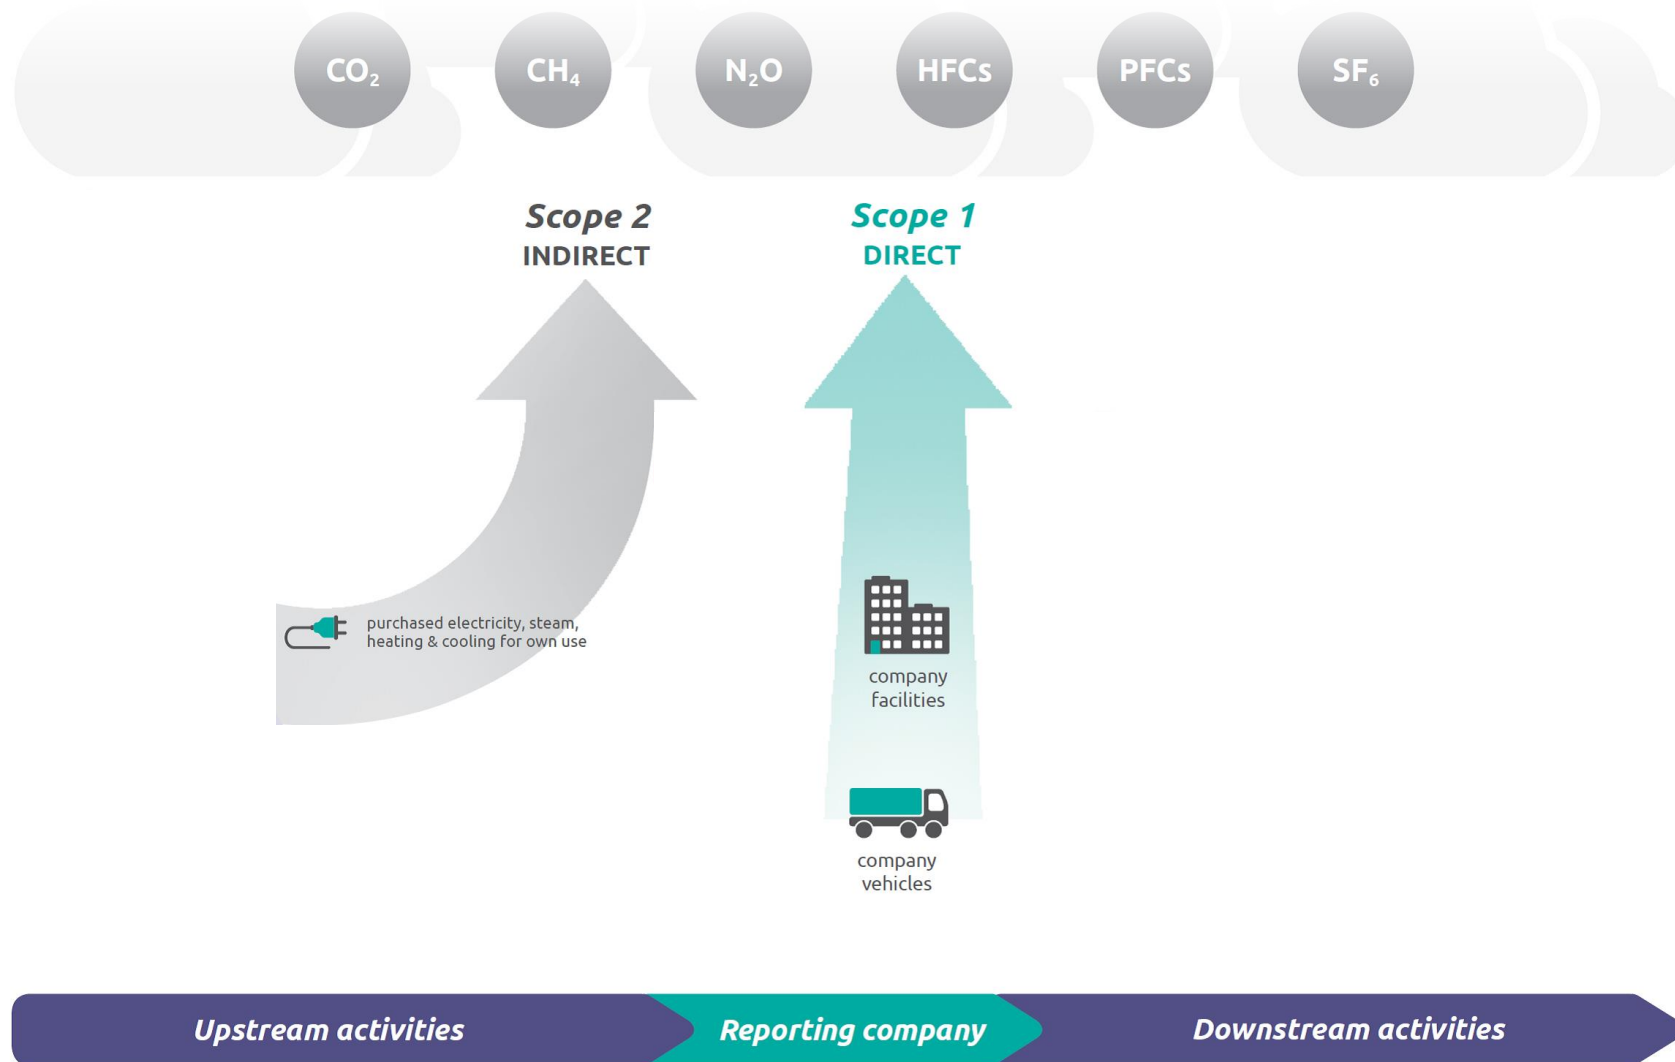 CO₂ CH₄ N₂O HFCs PFCs SF₆
Scope 2
INDIRECT
Scope 1
DIRECT
purchased electricity, steam,
heating & cooling for own use
company
facilities
company
vehicles
Upstream activities
Reporting company
Downstream activities